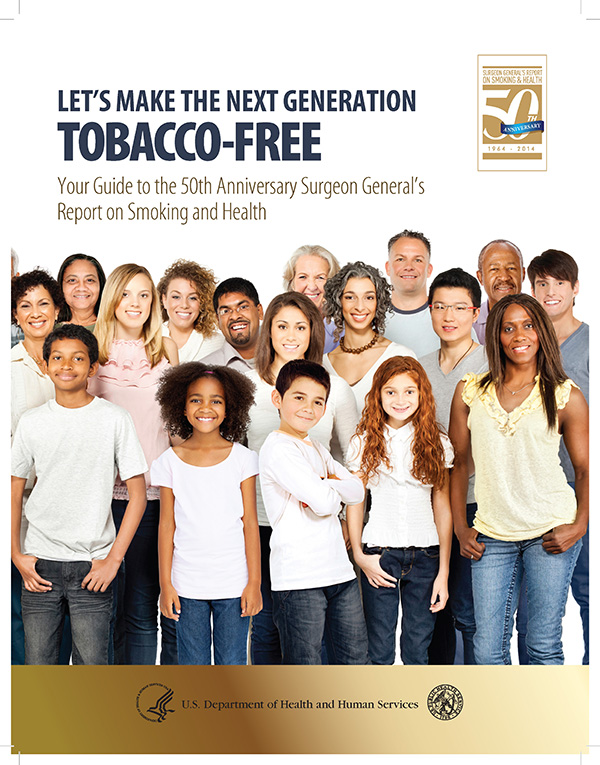 LET'S MAKE THE NEXT GENERATION
TOBACCO-FREE
Your Guide to the 50th Anniversary Surgeon General's
Report on Smoking and Health
SURGEON GENERAL'S REPORT
ON SMOKING & HEALTH
50TH
ANNIVERSARY
1964 - 2014
U.S. Department of Health and Human Services